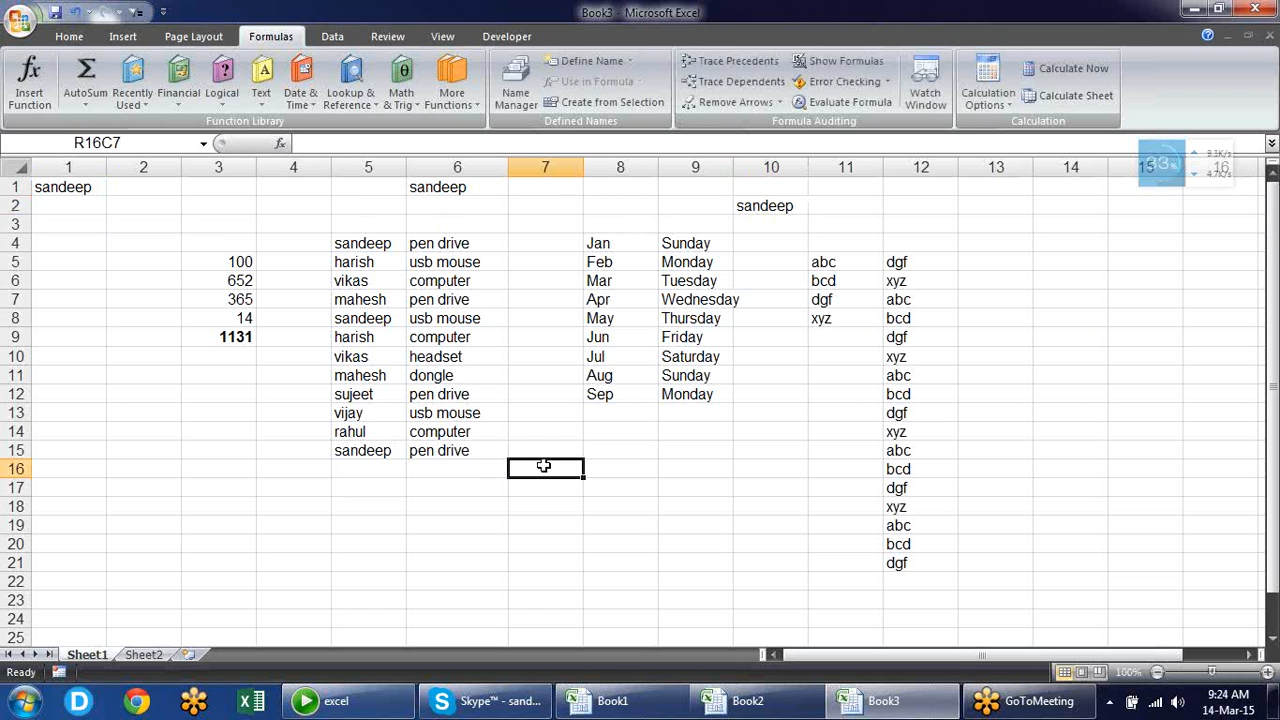 Book3 - Microsoft Excel
Home Insert Page Layout Formulas Data Review View Developer
Insert Function
AutoSum
Recently Used
Financial
Logical
Text
Date & Time
Lookup & Reference
Math & Trig
More Functions
Function Library
Name Manager
Define Name
Use in Formula
Create from Selection
Defined Names
Trace Precedents
Trace Dependents
Remove Arrows
Show Formulas
Error Checking
Evaluate Formula
Formula Auditing
Watch Window
Calculation Options
Calculate Now
Calculate Sheet
Calculation
R16C7 fx
1 2 3 4 5 6 7 8 9 10 11 12 13 14 15 16
1 sandeep sandeep
2 sandeep
3
4 sandeep pen drive Jan Sunday
5 100 harish usb mouse Feb Monday abc dgf
6 652 vikas computer Mar Tuesday bcd xyz
7 365 mahesh pen drive Apr Wednesday dgf abc
8 14 sandeep usb mouse May Thursday xyz bcd
9 1131 harish computer Jun Friday dgf
10 vikas headset Jul Saturday xyz
11 mahesh dongle Aug Sunday abc
12 sujeet pen drive Sep Monday bcd
13 vijay usb mouse dgf
14 rahul computer xyz
15 sandeep pen drive abc
16 bcd
17 dgf
18 xyz
19 abc
20 bcd
21 dgf
22
23
24
25
Sheet1 Sheet2
Ready 100%
excel Skype™ - sand... Book1 Book2 Book3 GoToMeeting
9:24 AM
14-Mar-15